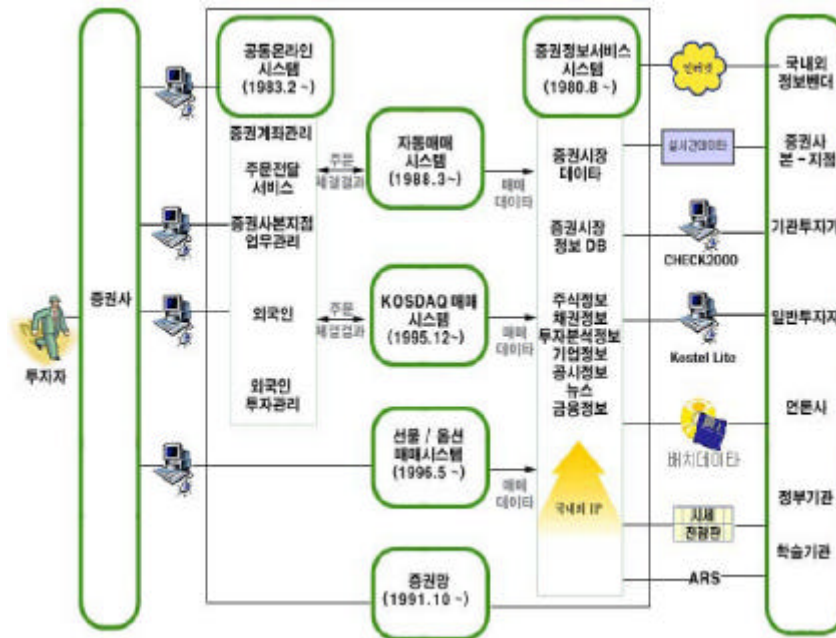 투자자
증권사
공동온라인
시스템
(1983.2~)
증권계좌관리
주문전달
서비스
증권사본지점
업무관리
외국인
외국인
투자관리
주문
체결결과
주문
체결결과
자동매매
시스템
(1988.3~)
KOSDAQ 매매
시스템
(1995.12~)
선물 / 옵션
매매시스템
(1996.5 ~)
증권망
(1991.10 ~)
매매
데이타
매매
데이타
매매
데이타
증권정보서비스
시스템
(1980.8 ~)
증권시장
데이타
증권시장
정보 DB
주식정보
채권정보
투자분석정보
기업정보
공시정보
뉴스
금융정보
국내외 IP
인터넷
실시간데이타
CHECK2000
Kostel Lite
배치데이타
시세
전광판
ARS
국내외
정보벤더
증권사
본 - 지점
기관투자가
일반투자자
언론사
정부기관
학술기관